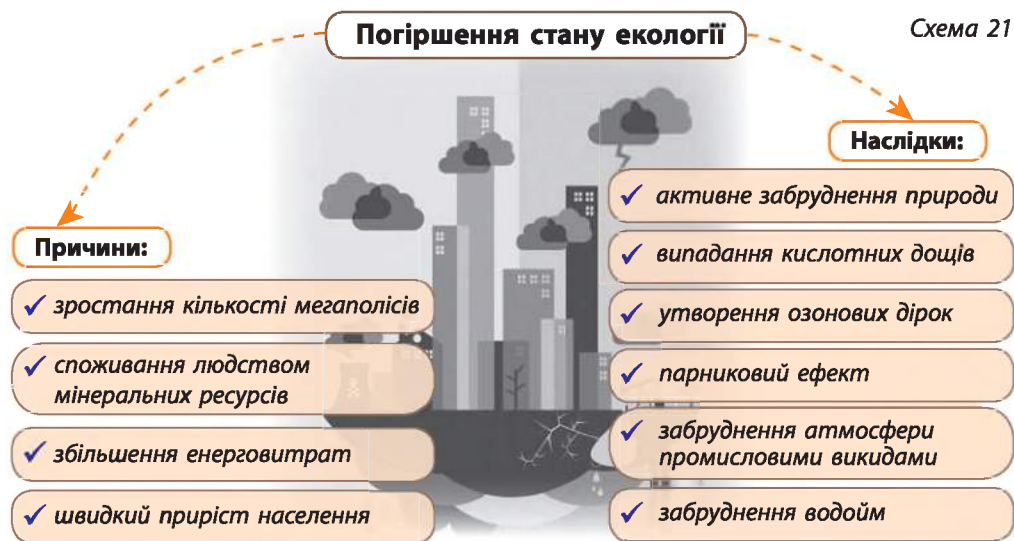 Погіршення стану екології
Схема 21
Причини:
зростання кількості мегаполісів
споживання людством
мінеральних ресурсів
збільшення енерговитрат
швидкий приріст населення
Наслідки:
активне забруднення природи
випадання кислотних дощів
утворення озонових дірок
парниковий ефект
забруднення атмосфери
промисловими викидами
забруднення водойм